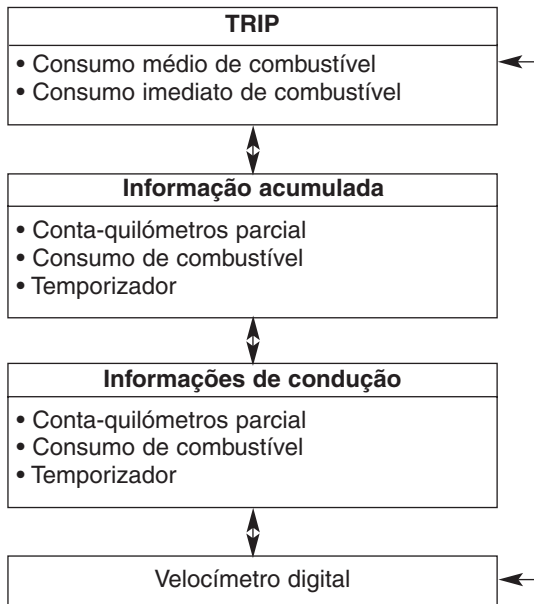 TRIP
• Consumo médio de combustível
• Consumo imediato de combustível
Informação acumulada
• Conta-quilómetros parcial
• Consumo de combustível
• Temporizador
Informações de condução
• Conta-quilómetros parcial
• Consumo de combustível
• Temporizador
Velocímetro digital